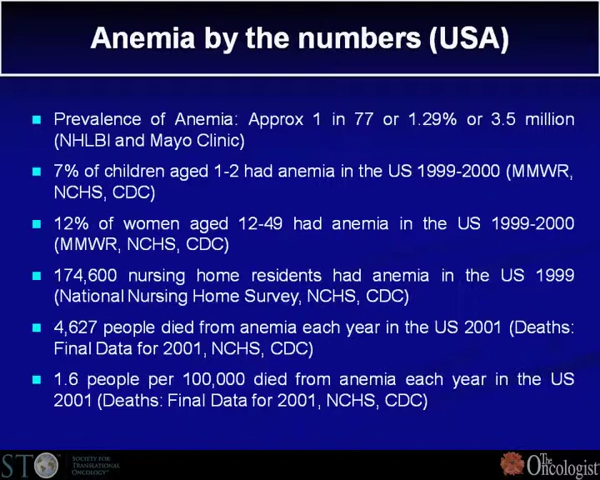 Anemia by the numbers (USA)
Prevalence of Anemia: Approx 1 in 77 or 1.29% or 3.5 million
(NHLBI and Mayo Clinic)
7% of children aged 1-2 had anemia in the US 1999-2000 (MMWR,
NCHS, CDC)
12% of women aged 12-49 had anemia in the US 1999-2000
(MMWR, NCHS, CDC)
174,600 nursing home residents had anemia in the US 1999
(National Nursing Home Survey, NCHS, CDC)
4,627 people died from anemia each year in the US 2001 (Deaths:
Final Data for 2001, NCHS, CDC)
1.6 people per 100,000 died from anemia each year in the US
2001 (Deaths: Final Data for 2001, NCHS, CDC)
STO
SOCIETY FOR
TRANSLATIONAL
ONCOLOGY
The
Oncologist